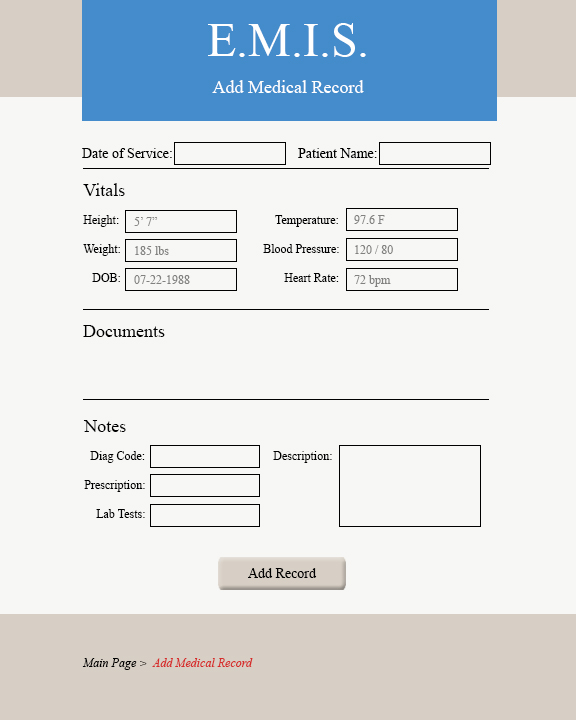 E.M.I.S.
Add Medical Record
Date of Service: Patient Name:
Vitals
Height: 5’ 7” Temperature: 97.6 F
Weight: 185 lbs Blood Pressure: 120 / 80
DOB: 07-22-1988 Heart Rate: 72 bpm
Documents
Notes
Diag Code: Description:
Prescription:
Lab Tests:
Add Record
Main Page > Add Medical Record